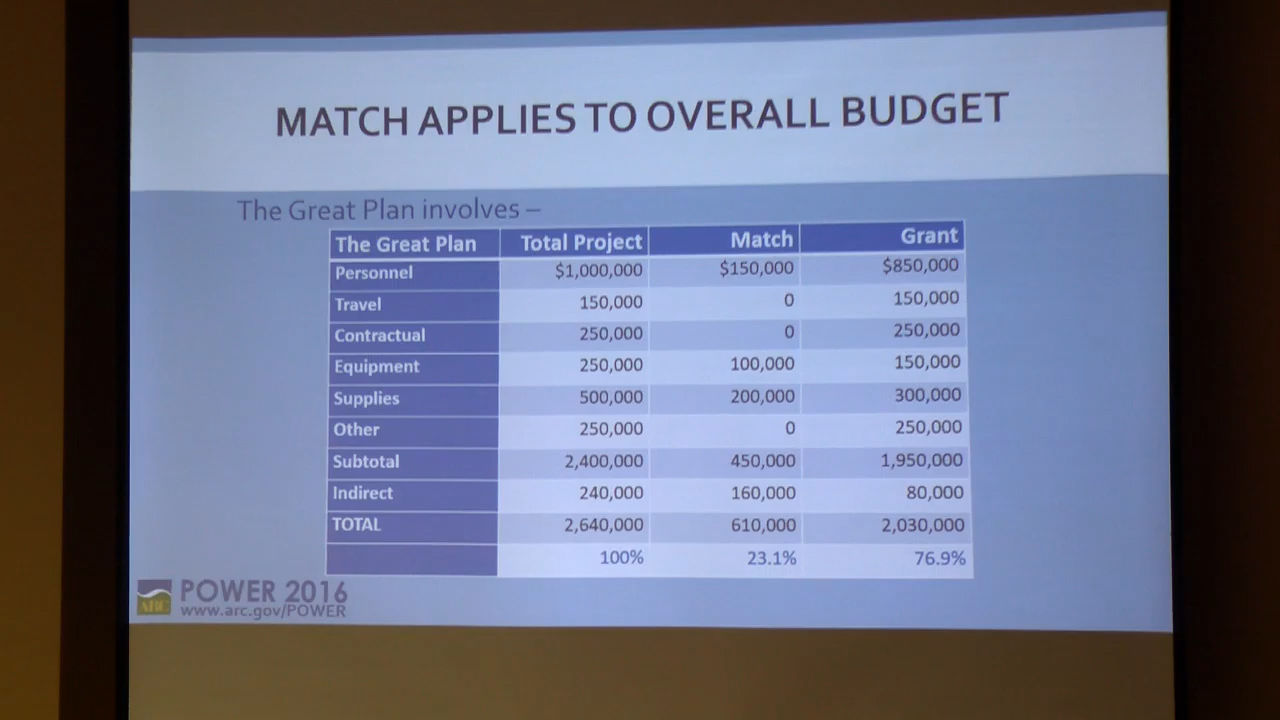 MATCH APPLIES TO OVERALL BUDGET
The Great Plan involves –
The Great Plan Total Project Match Grant
Personnel $1,000,000 $150,000 $850,000
Travel 150,000 0 150,000
Contractual 250,000 0 250,000
Equipment 250,000 100,000 150,000
Supplies 500,000 200,000 300,000
Other 250,000 0 250,000
Subtotal 2,400,000 450,000 1,950,000
Indirect 240,000 160,000 80,000
TOTAL 2,640,000 610,000 2,030,000
100% 23.1% 76.9%
ARC POWER 2016
www.arc.gov/POWER